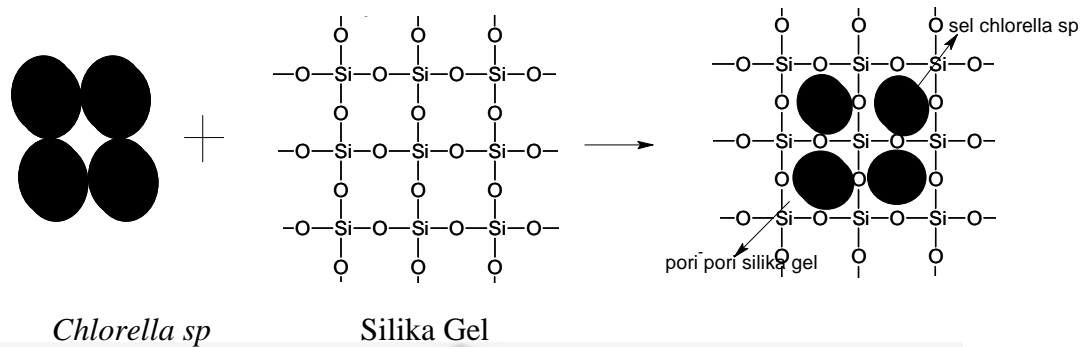 O O O
–O–Si–O–Si–O–Si–O–
O O O
–O–Si–O–Si–O–Si–O–
O O O
–O–Si–O–Si–O–Si–O–
O O O
O O O sel chlorella sp
–O–Si–O–Si–O–Si–O–
O O O
–O–Si–O–Si–O–Si–O–
O O O
–O–Si–O–Si–O–Si–O–
O O O
pori-pori silika gel
Chlorella sp
Silika Gel